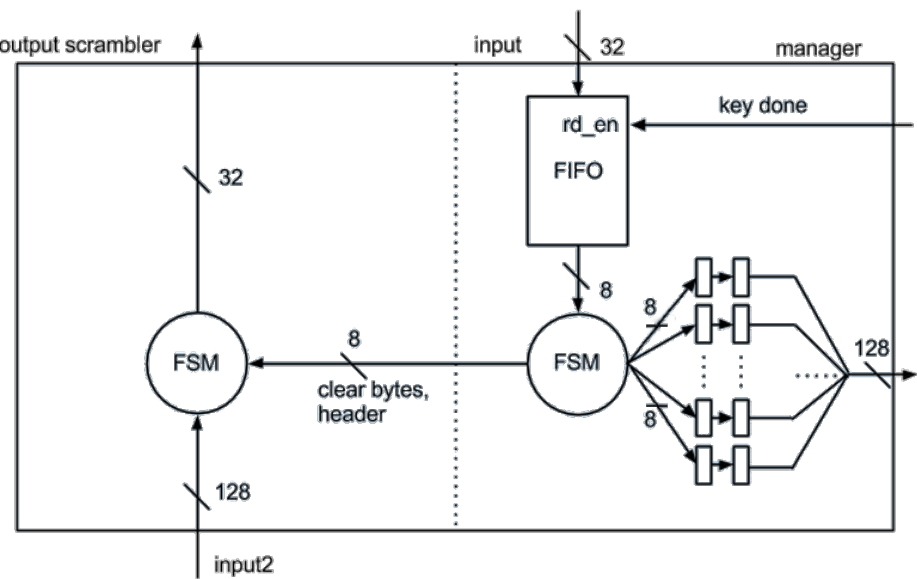 output scrambler
input
32
manager
key done
rd_en
FIFO
32
8
8
128
FSM
8
FSM
clear bytes,
header
8
128
input2